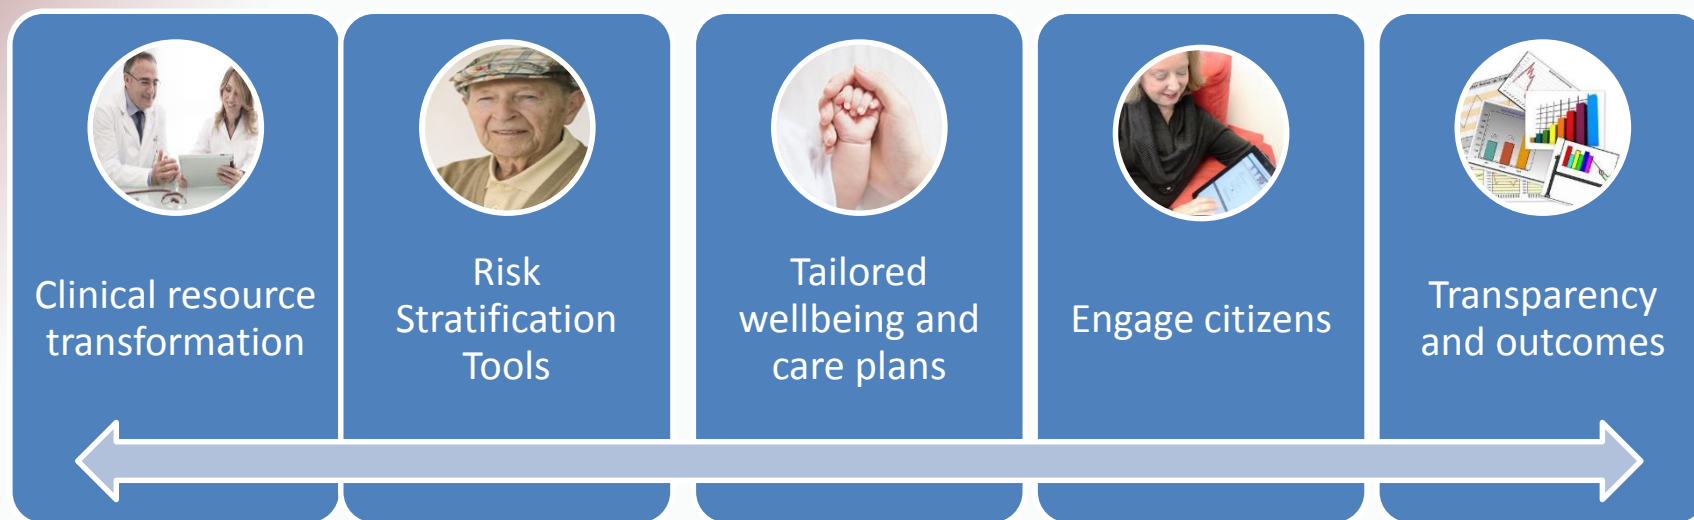 Clinical resource
transformation
Risk
Stratification
Tools
Tailored
wellbeing and
care plans
Engage citizens
Transparency
and outcomes